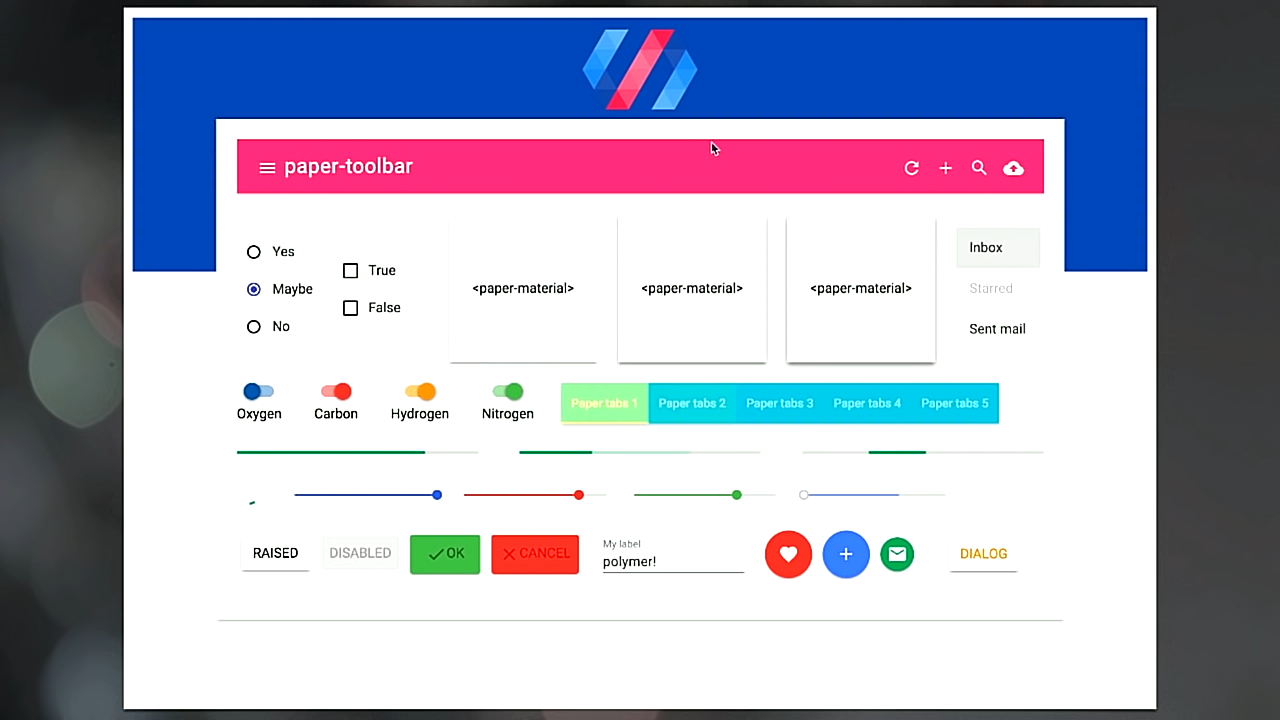 paper-toolbar
Yes
Maybe
No
True
False
<paper-material>
<paper-material>
<paper-material>
Inbox
Starred
Sent mail
Oxygen
Carbon
Hydrogen
Nitrogen
Paper tabs 1
Paper tabs 2
Paper tabs 3
Paper tabs 4
Paper tabs 5
RAISED
DISABLED
OK
CANCEL
My label
polymer!
DIALOG